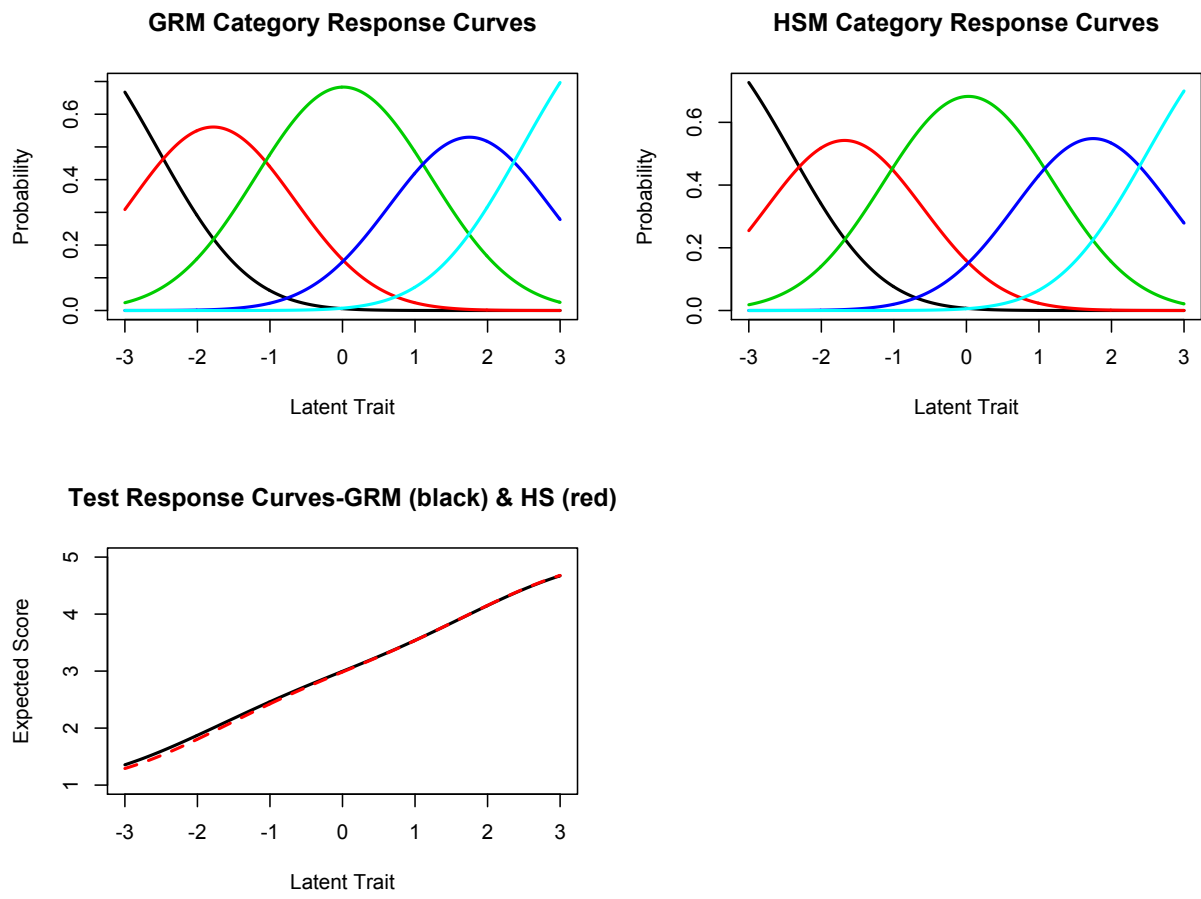 GRM Category Response Curves
Probability
0.0 0.2 0.4 0.6
-3 -2 -1 0 1 2 3
Latent Trait
HSM Category Response Curves
Probability
0.0 0.2 0.4 0.6
-3 -2 -1 0 1 2 3
Latent Trait
Test Response Curves-GRM (black) & HS (red)
Expected Score
1 2 3 4 5
-3 -2 -1 0 1 2 3
Latent Trait